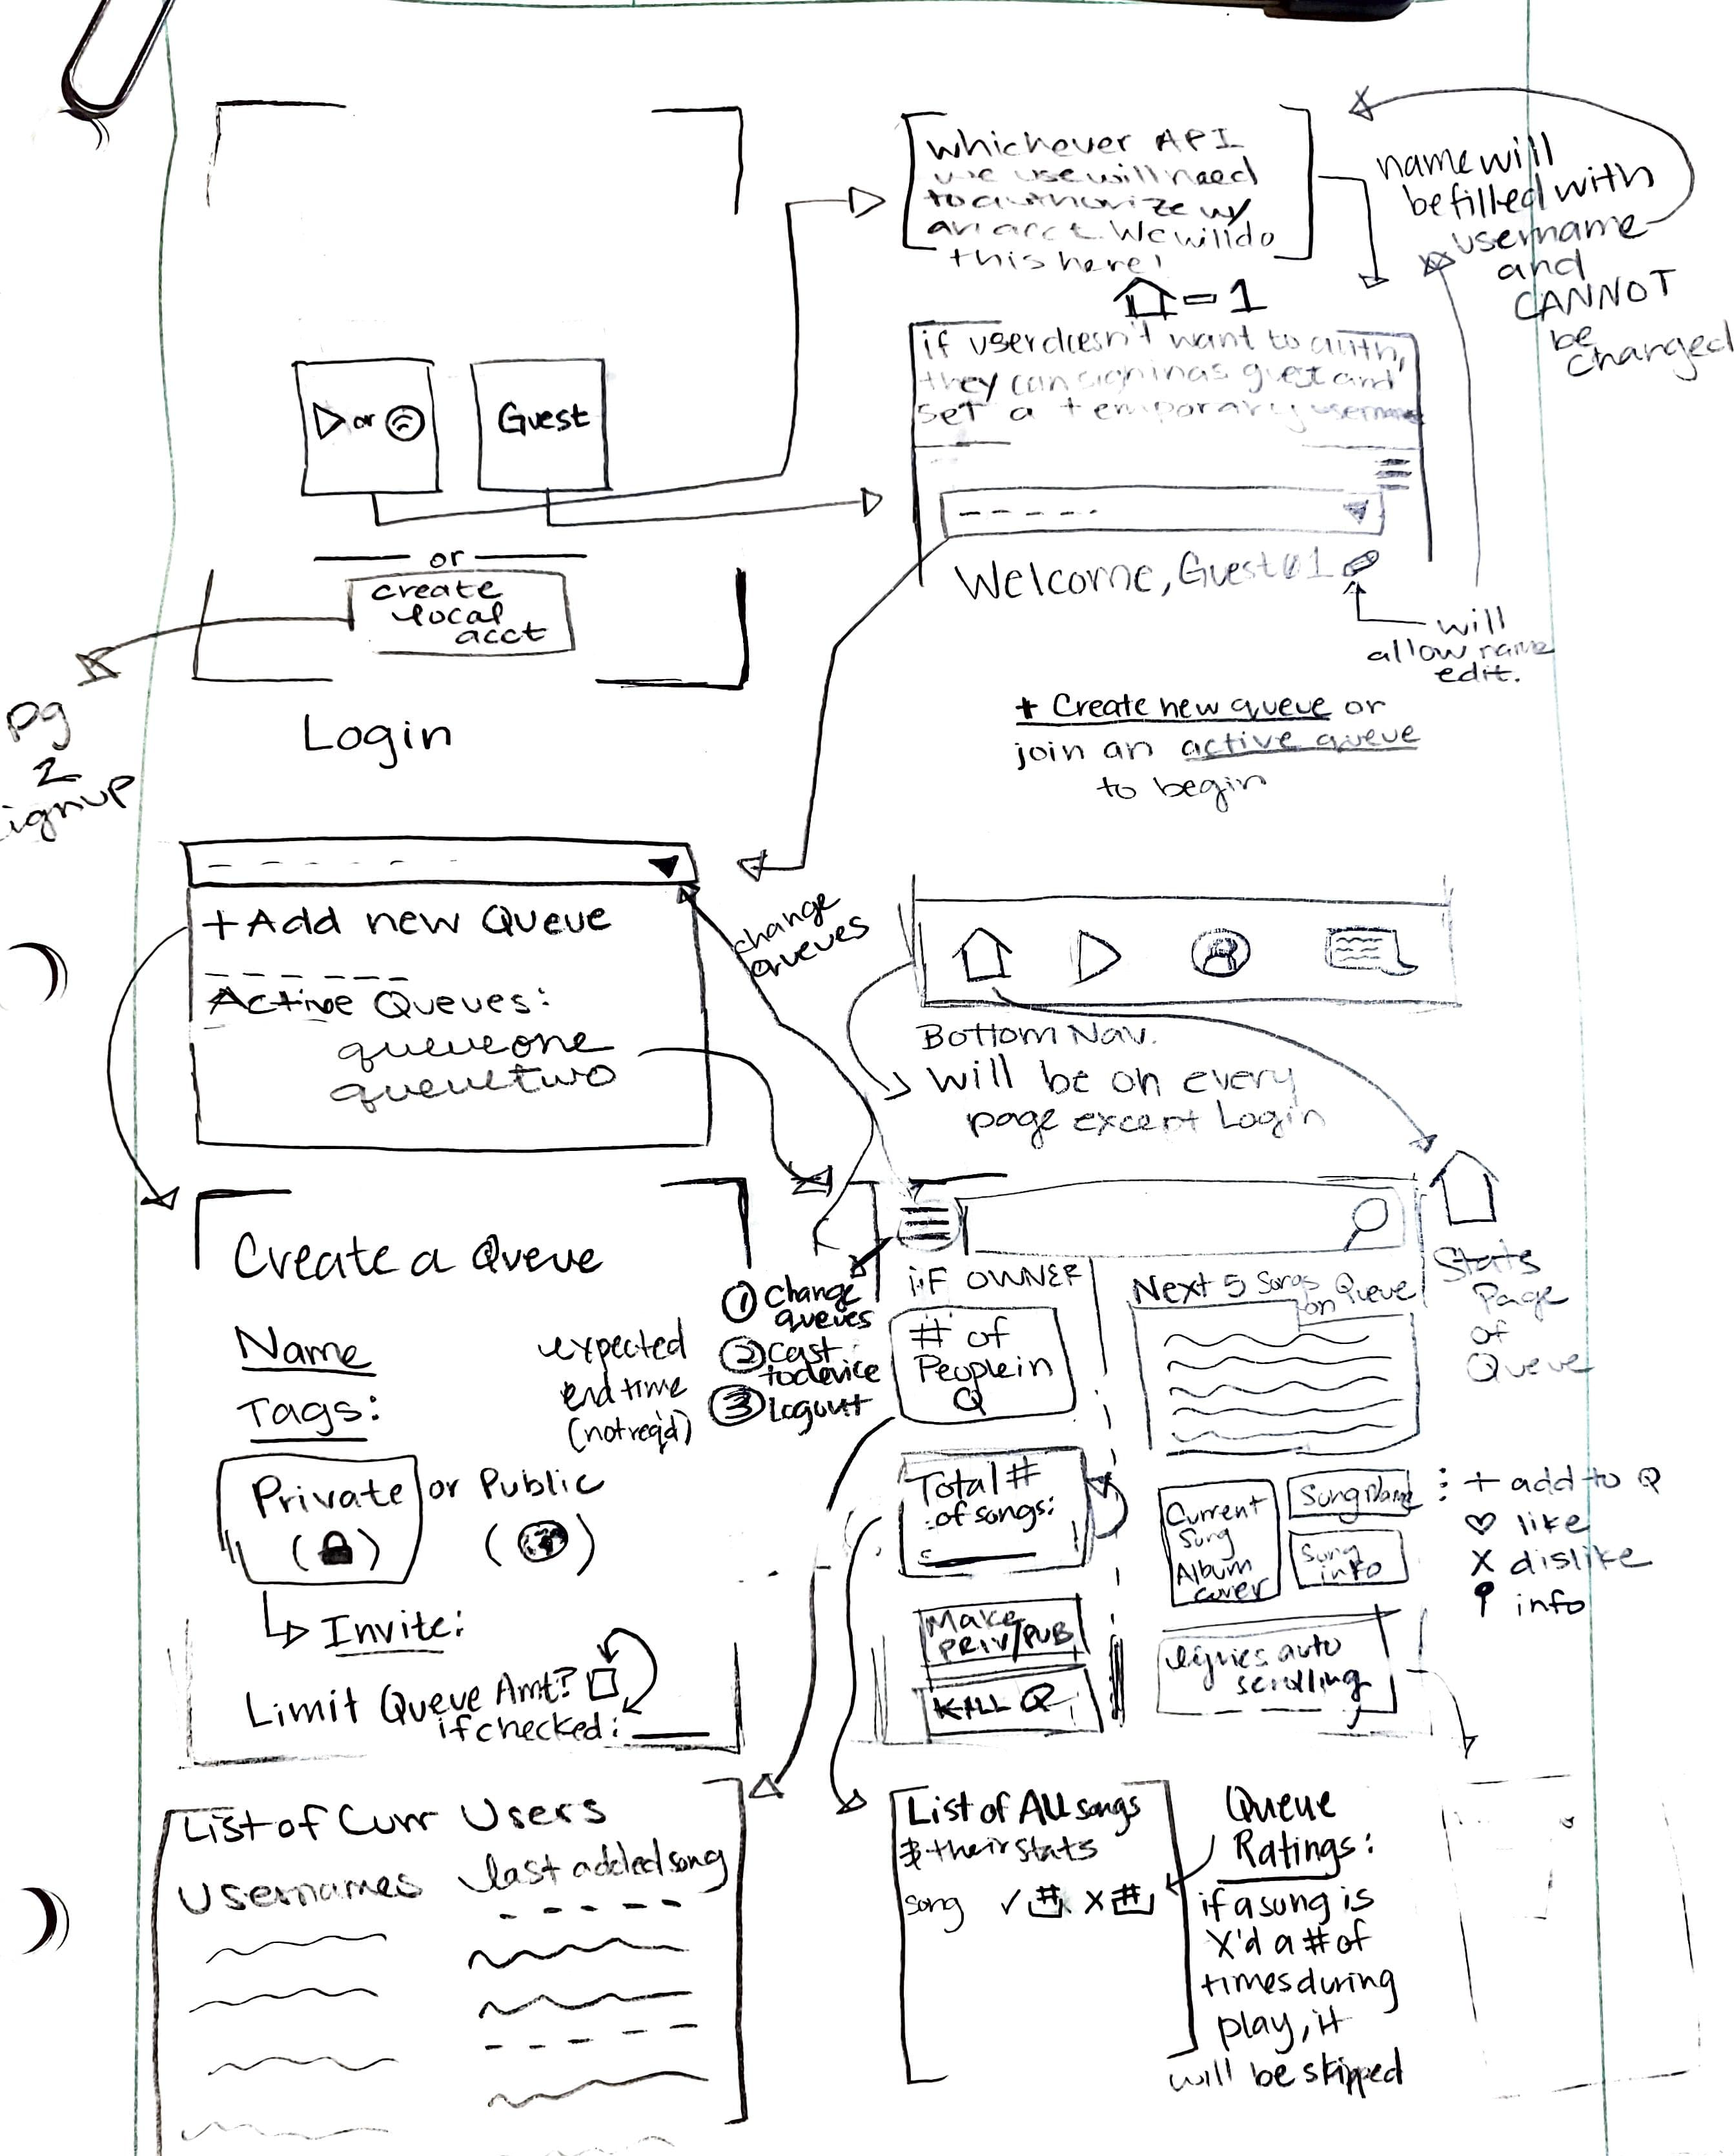 or
Guest
or
create
local
acct
pg
2
ignup
Login
whichever API
we use will need
to authorize w/
an acct. We will do
this here!
= 1
name will
be filled with
username
and
CANNOT
be
changed
if user doesn't want to auth,
they can sign in as guest and
set a temporary username
Welcome, Guest01
will
allow name
edit.
+ Create new queue or
join an active queue
to begin
+ Add new Queue
Active Queues:
queue one
queue two
change
queues
Bottom Nav.
will be on every
page except Login
Create a Queue
Name
Tags:
expected
end time
(not req'd)
Private or Public
Invite:
Limit Queue Amt?
if checked:
1 Change
queues
2 Cast
to device
3 Logout
if OWNER
# of
People in
Q
Total #
of songs:
Make
PRIV/PUB
KILL Q
Next 5 Songs
on Queue
Current
Song
Album
cover
Song Name
Song
info
lyrics auto
scrolling
Stats
Page
of
Queue
: + add to Q
♡ like
X dislike
info
List of Curr Users
Usernames
last added song
List of All songs
& their stats
song ✓ # X #
Queue
Ratings:
if a song is
X'd a # of
times during
play, it
will be skipped